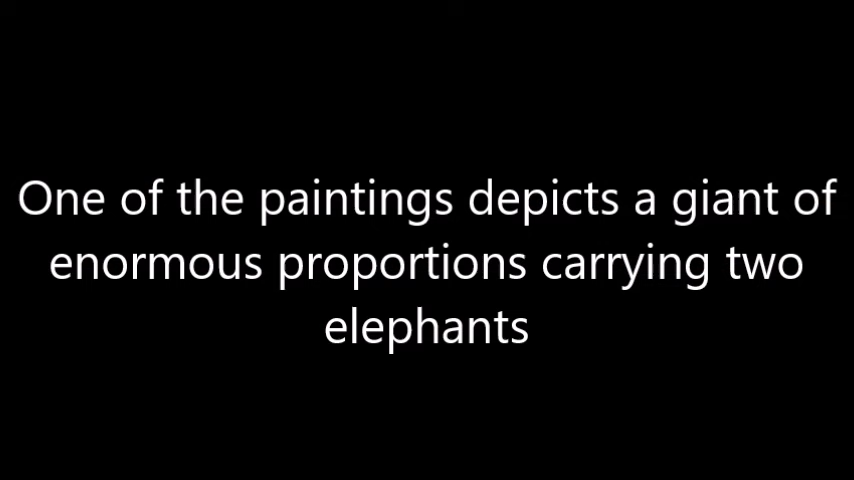 One of the paintings depicts a giant of
enormous proportions carrying two
elephants